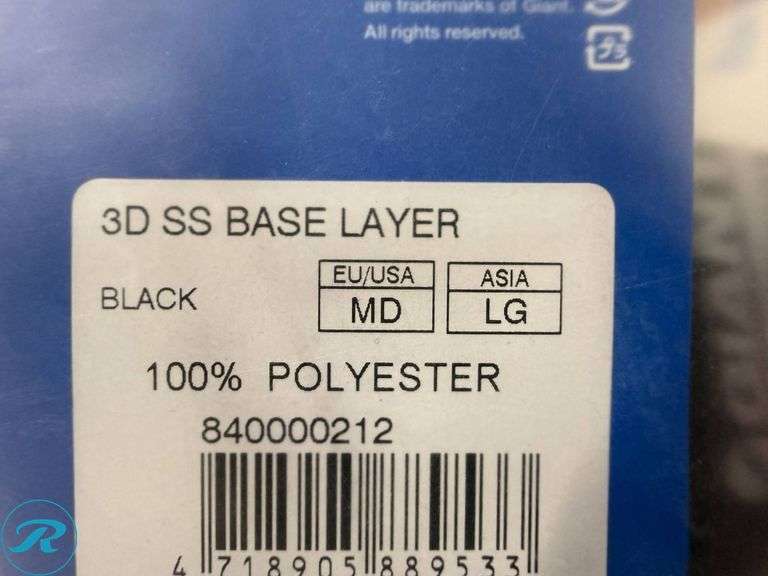 are trademarks of Giant.
All rights reserved.
3D SS BASE LAYER
EU/USA
ASIA
BLACK
MD
LG
100% POLYESTER
840000212
4 718905 889533